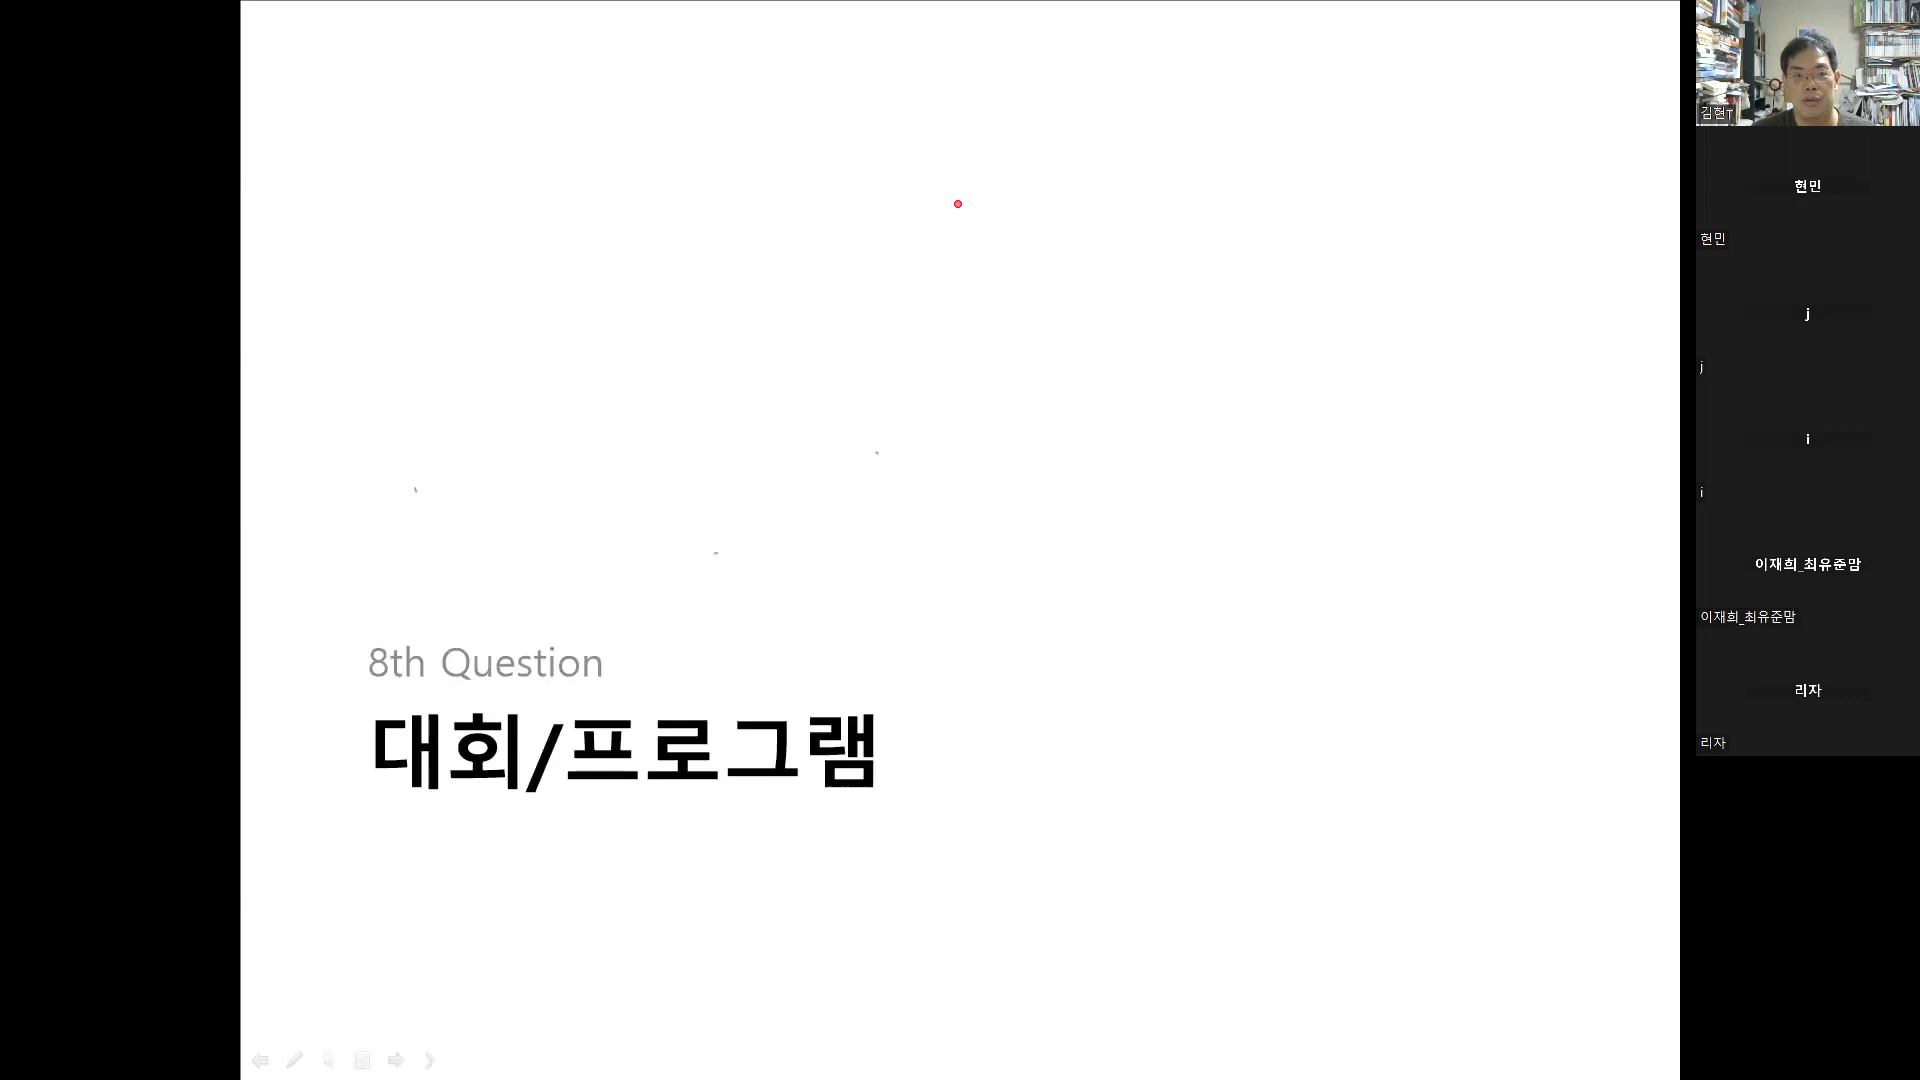 8th Question
대회/프로그램
김현T
현민
현민
j
j
i
i
이재희_최유준맘
이재희_최유준맘
리자
리자